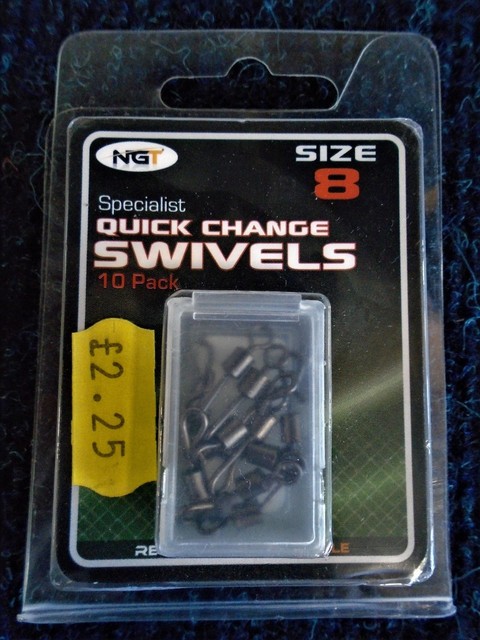 NGT
SIZE
8
Specialist
QUICK CHANGE
SWIVELS
10 Pack
£2.25